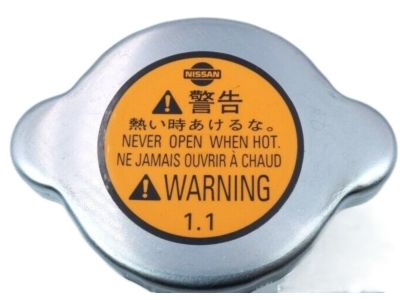 NISSAN
警告
熱い時あけるな。
NEVER OPEN WHEN HOT.
NE JAMAIS OUVRIR À CHAUD
WARNING
1.1